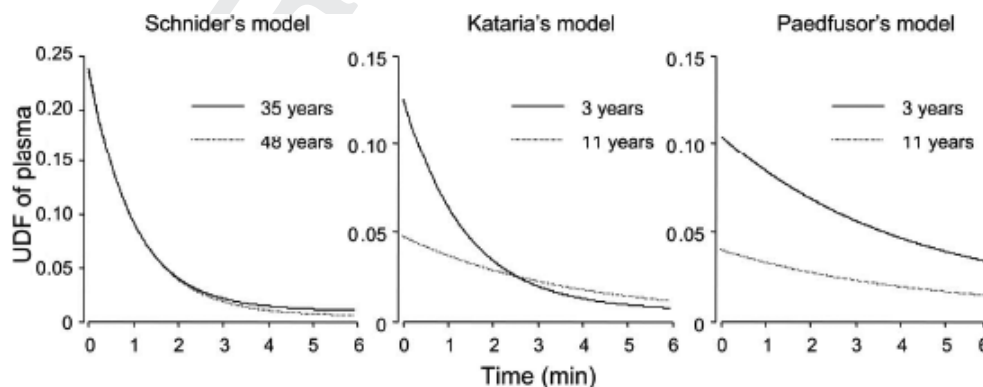 Schnider's model
0.25
0.20
0.15
0.10
0.05
0
35 years
48 years
0 1 2 3 4 5 6
UDF of plasma
Kataria's model
0.15
0.10
0.05
0
3 years
11 years
0 1 2 3 4 5 6
Time (min)
Paedfusor's model
0.15
0.10
0.05
0
3 years
11 years
0 1 2 3 4 5 6